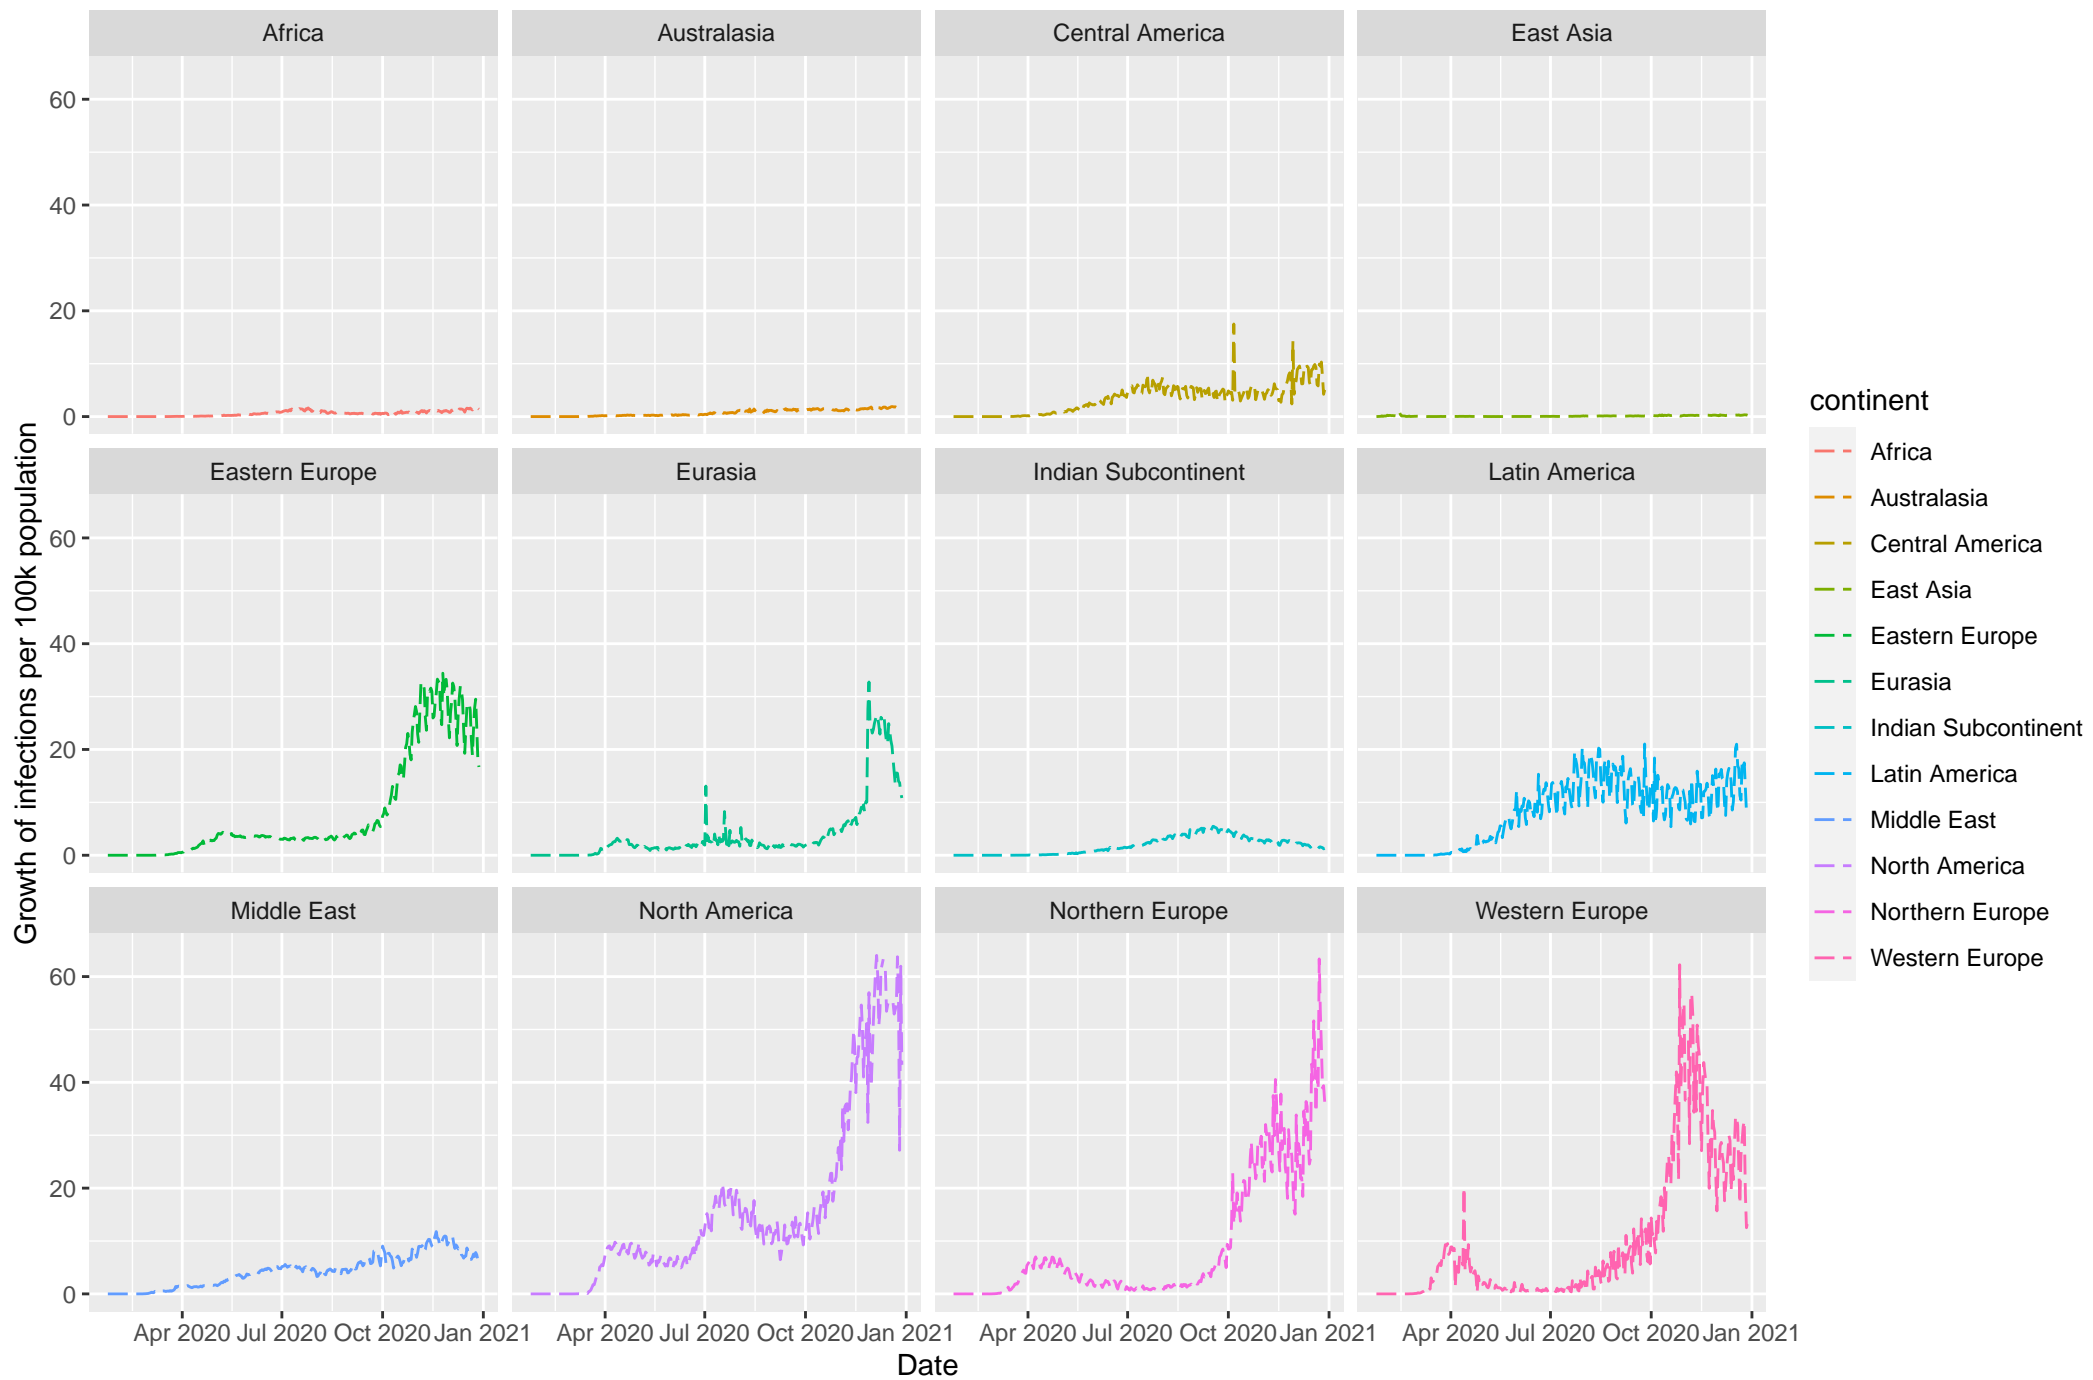 Africa
Australasia
Central America
East Asia
60
40
20
0
Eastern Europe
Eurasia
Indian Subcontinent
Latin America
60
40
20
0
Middle East
North America
Northern Europe
Western Europe
60
40
20
0
Apr 2020 Jul 2020 Oct 2020 Jan 2021
Apr 2020 Jul 2020 Oct 2020 Jan 2021
Apr 2020 Jul 2020 Oct 2020 Jan 2021
Apr 2020 Jul 2020 Oct 2020 Jan 2021
Date
Growth of infections per 100k population
continent
Africa
Australasia
Central America
East Asia
Eastern Europe
Eurasia
Indian Subcontinent
Latin America
Middle East
North America
Northern Europe
Western Europe